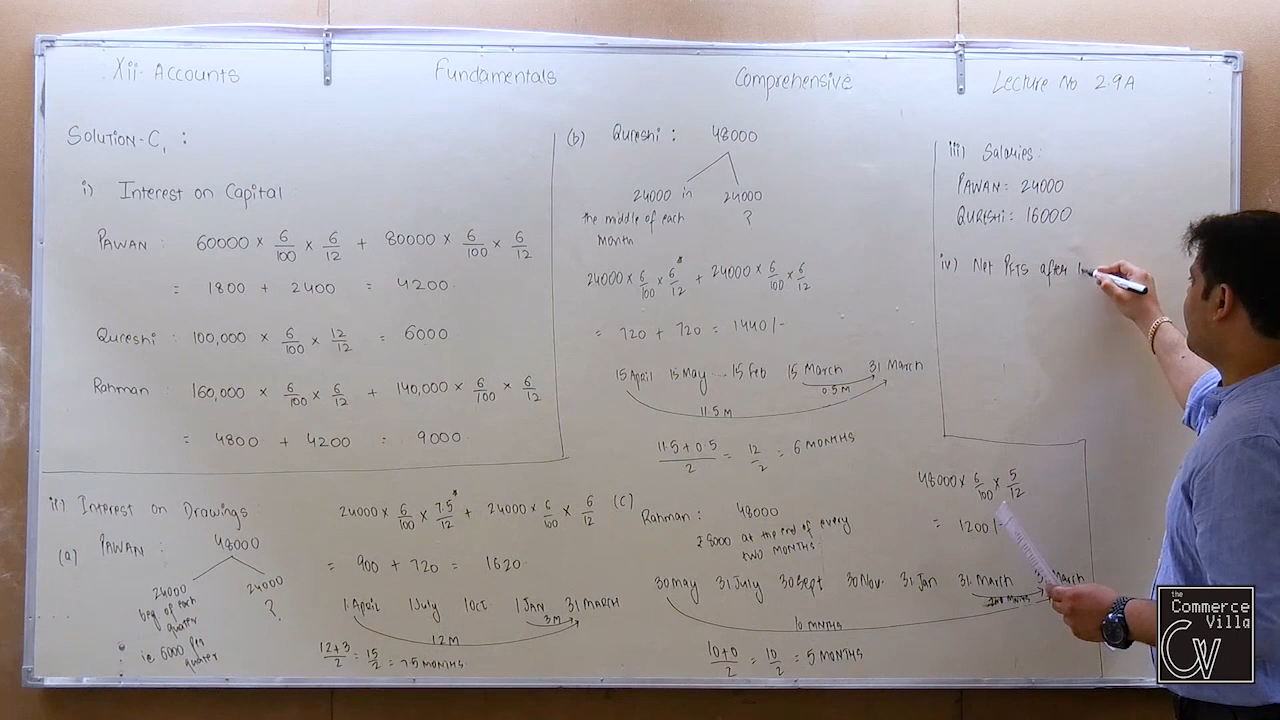 Xii- Accounts Fundamentals Comprehensive Lecture No 2.9A
Solution-C1 :
i) Interest on Capital
Pawan : 60000 × 6/100 × 6/12 + 80000 × 6/100 × 6/12
= 1800 + 2400 = 4200
Qureshi : 100,000 × 6/100 × 12/12 = 6000
Rahman : 160,000 × 6/100 × 6/12 + 140,000 × 6/100 × 6/12
= 4800 + 4200 = 9000
ii) Interest on Drawings
(a) Pawan : 48000
24000
beg of each
quater
ie 6000 per
quater
24000
?
24000 × 6/100 × 7.5*/12 + 24000 × 6/100 × 6/12
= 900 + 720 = 1620
1 April 1 July 1 Oct 1 Jan 31 March
3 M
12 M
12+3/2 = 15/2 = 7.5 Months
(b) Qureshi : 48000
24000 in
the middle of each
month
24000
?
24000 × 6/100 × 6*/12 + 24000 × 6/100 × 6/12
= 720 + 720 = 1440/-
15 April 15 May ... 15 Feb 15 March 31 March
0.5 M
11.5 M
11.5 + 0.5/2 = 12/2 = 6 Months
(c) Rahman : 48000
₹8000 at the end of every
two months
30 May 31 July 30 Sept 30 Nov. 31 Jan 31. March March
10 Mnths
10+0/2 = 10/2 = 5 Months
48000 × 6/100 × 5/12
= 1200/-
iii) Salaries :
Pawan = 24000
Qureshi = 16000
iv) Net Pfts after
the
Commerce
Villa
CV